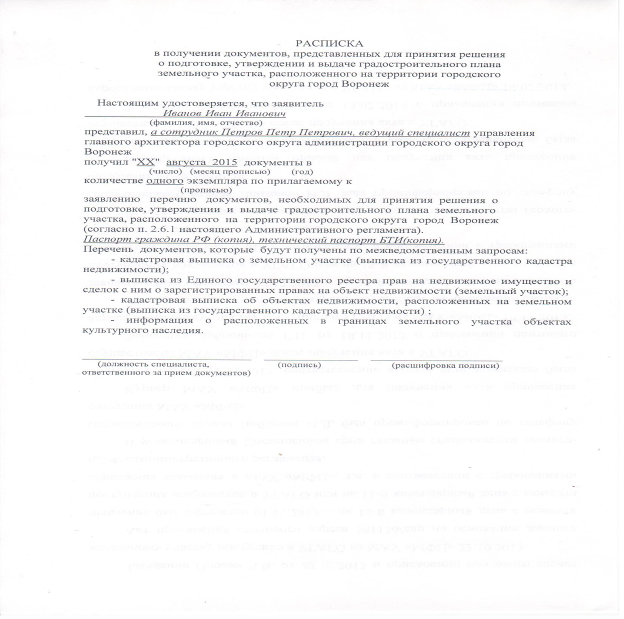 РАСПИСКА
в получении документов, представленных для принятия решения
о подготовке, утверждении и выдаче градостроительного плана
земельного участка, расположенного на территории городского
округа город Воронеж
Настоящим удостоверяется, что заявитель
Иванов Иван Иванович
(фамилия, имя, отчество)
представил, а сотрудник Петров Петр Петрович, ведущий специалист управления
главного архитектора городского округа администрации городского округа город
Воронеж
получил "ХХ" августа 2015 документы в
(число) (месяц прописью) (год)
количестве одного экземпляра по прилагаемому к
(прописью)
заявлению перечню документов, необходимых для принятия решения о
подготовке, утверждении и выдаче градостроительного плана земельного
участка, расположенного на территории городского округа город Воронеж
(согласно п. 2.6.1 настоящего Административного регламента).
Паспорт граждина РФ (копия), технический паспорт БТИ(копия).
Перечень документов, которые будут получены по межведомственным запросам:
- кадастровая выписка о земельном участке (выписка из государственного кадастра
недвижимости);
- выписка из Единого государственного реестра прав на недвижимое имущество и
сделок с ним о зарегистрированных правах на объект недвижимости (земельный участок);
- кадастровая выписка об объектах недвижимости, расположенных на земельном
участке (выписка из государственного кадастра недвижимости) ;
- информация о расположенных в границах земельного участка объектах
культурного наследия.
(должность специалиста, (подпись) (расшифровка подписи)
ответственного за прием документов)